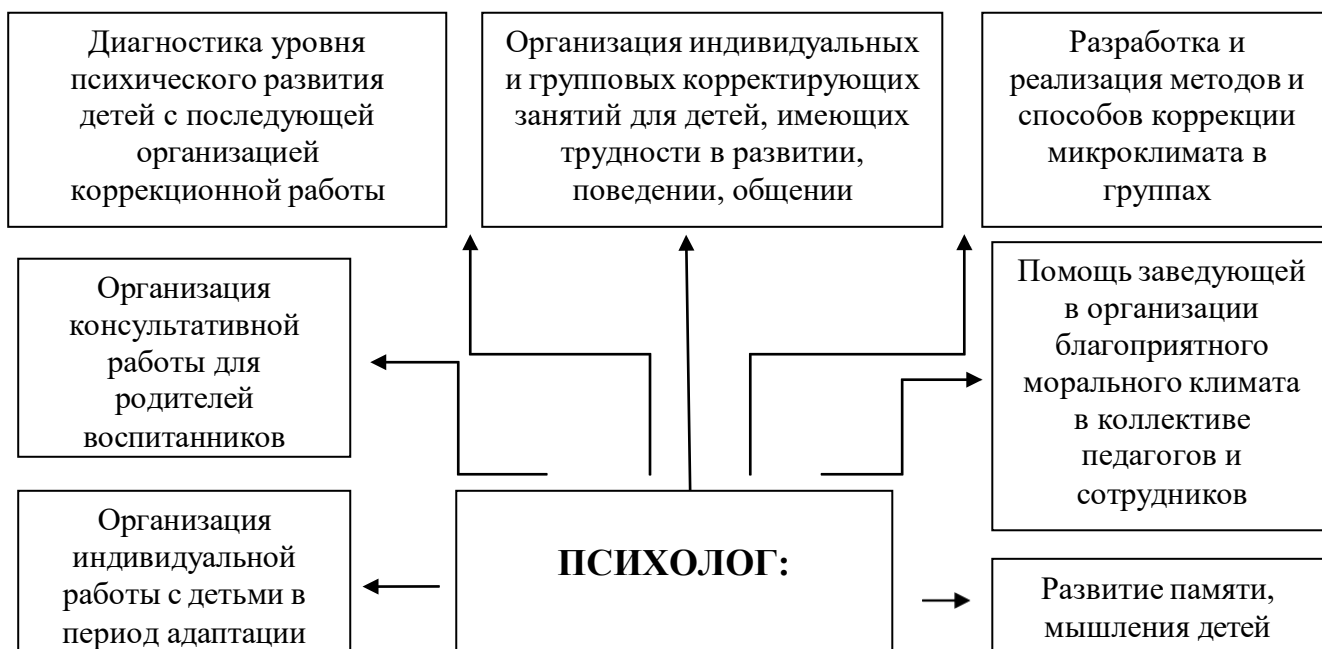 Диагностика уровня
психического развития
детей с последующей
организацией
коррекционной работы
Организация индивидуальных
и групповых корректирующих
занятий для детей, имеющих
трудности в развитии,
поведении, общении
Разработка и
реализация методов и
способов коррекции
микроклимата в
группах
Организация
консультативной
работы для
родителей
воспитанников
Помощь заведующей
в организации
благоприятного
морального климата
в коллективе
педагогов и
сотрудников
Организация
индивидуальной
работы с детьми в
период адаптации
ПСИХОЛОГ:
Развитие памяти,
мышления детей